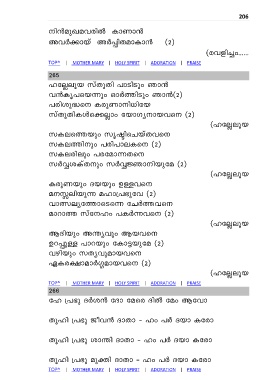 206
നിൻമുഖമവരിൽ കാണാൻ
അവർക്കായ് അർപ്പിതമാകാൻ (2)
(വെളിച്ചം.....
TOP^ | MOTHER MARY | HOLY SPIRIT | ADORATION | PRAISE
265
ഹല്ലേലൂയ സ്തുതി പാടിടും ഞാൻ
വൻകൃപയെന്നും ഓർത്തിടും ഞാൻ(2)
പരിശുദ്ധനെ കരുണാനിധിയേ
സ്തുതികൾക്കെല്ലാം യോഗ്യനായവനെ (2)
(ഹല്ലേലൂയ
സകലത്തെയും സൃഷ്ടിചെയ്തവനെ
സകലത്തിനും പരിപാലകനെ (2)
സകലരിലും പരമോന്നതനെ
സർവ്വശക്തനും സർവ്വജ്ഞാനിയുമേ (2)
(ഹല്ലേലൂയ
കരുണയും ദയയും ഉള്ളവനെ
മനസ്സലിയുന്ന മഹാപ്രഭുവേ (2)
വാത്സല്യത്തോടെന്നെ ചേർത്തവനെ
മാറാത്ത സ്നേഹം പകർന്നവനെ (2)
(ഹല്ലേലൂയ
ആദിയും അന്ത്യവും ആയവനെ
ഉറപ്പുള്ള പാറയും കോട്ടയുമേ (2)
വഴിയും സത്യവുമായവനെ
ഏകരക്ഷാമാർഗ്ഗമായവനെ (2)
(ഹല്ലേലൂയ
TOP^ | MOTHER MARY | HOLY SPIRIT | ADORATION | PRAISE
266
ഹേ പ്രഭു ദർശൻ ദോ മേരെ ദിൽ മേം ആവോ
തൂഹി പ്രഭു ജീവൻ ദാതാ – ഹം പർ ദയാ കരോ
തൂഹി പ്രഭു ശാന്തി ദാതാ – ഹം പർ ദയാ കരോ
തൂഹി പ്രഭു മുക്തി ദാതാ – ഹം പർ ദയാ കരോ
TOP^ | MOTHER MARY | HOLY SPIRIT | ADORATION | PRAISE